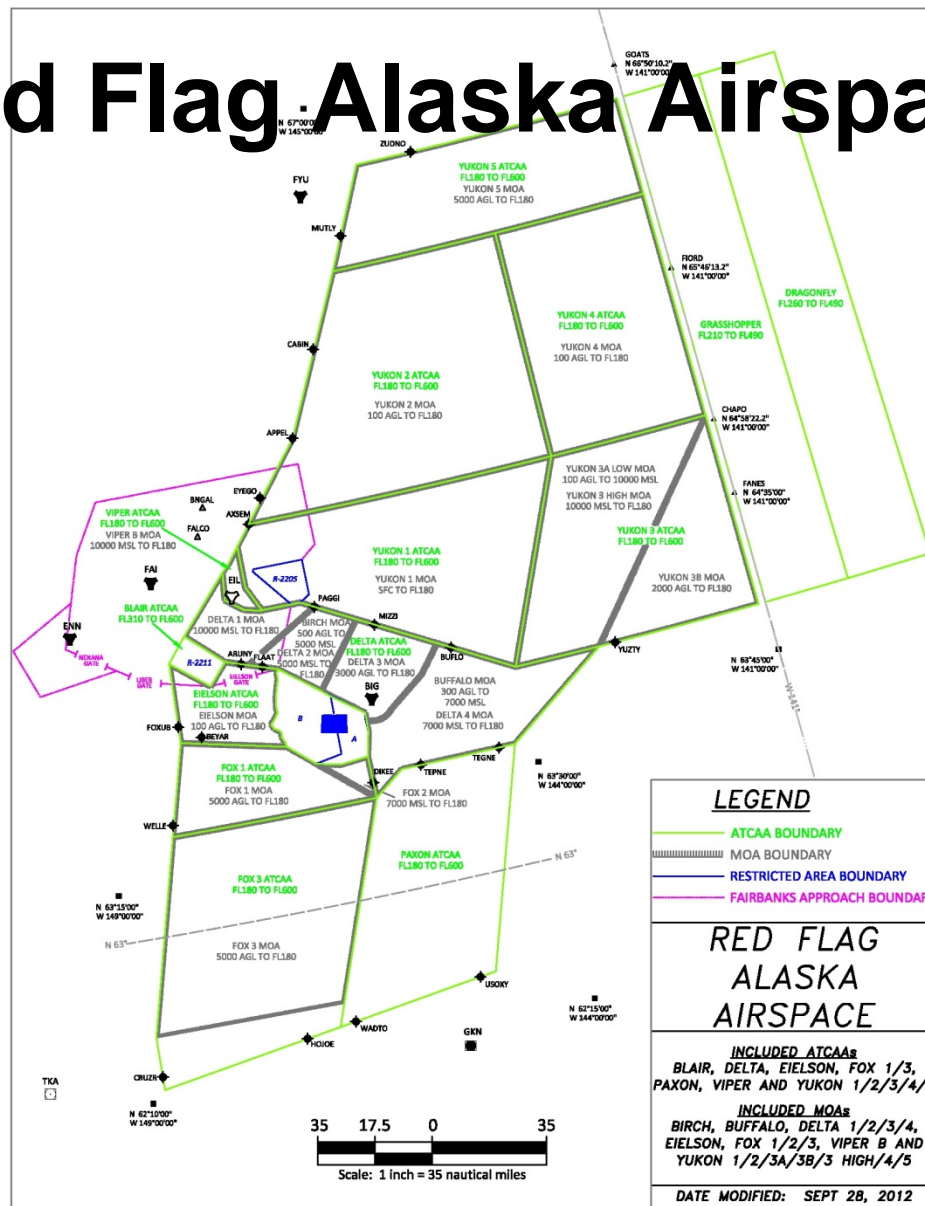 d Flag Alaska Airspa
GOATS
N 66°50'10.2"
W 141°00'00"
N 67°00'00"
W 145°00'00"
ZUDNO
FYU
YUKON 5 ATCAA
FL180 TO FL600
YUKON 5 MOA
5000 AGL TO FL180
MUTLY
FIORD
N 65°46'13.2"
W 141°00'00"
DRAGONFLY
FL260 TO FL490
GRASSHOPPER
FL210 TO FL490
YUKON 4 ATCAA
FL180 TO FL600
YUKON 4 MOA
100 AGL TO FL180
CABIN
YUKON 2 ATCAA
FL180 TO FL600
YUKON 2 MOA
100 AGL TO FL180
CHAPO
N 64°58'22.2"
W 141°00'00"
APPEL
YUKON 3A LOW MOA
100 AGL TO 10000 MSL
YUKON 3 HIGH MOA
10000 MSL TO FL180
FANES
N 64°35'00"
W 141°00'00"
EYEGO
BNGAL
AXSEM
VIPER ATCAA
FL180 TO FL600
VIPER B MOA
10000 MSL TO FL180
FALCO
YUKON 3 ATCAA
FL180 TO FL600
YUKON 1 ATCAA
FL180 TO FL600
YUKON 1 MOA
SFC TO FL180
YUKON 3B MOA
2000 AGL TO FL180
FAI
EIL
R-2205
PAGGI
BLAIR ATCAA
FL310 TO FL600
DELTA 1 MOA
10000 MSL TO FL180
BIRCH MOA
500 AGL TO
5000 MSL
MIZZI
ENN
DELTA ATCAA
FL180 TO FL600
DELTA 3 MOA
3000 AGL TO FL180
DELTA 2 MOA
5000 MSL TO
FL180
BUFLO
YUZTY
N 63°45'00"
W 141°00'00"
NENANA
GATE
R-2211
ARUNY
FLAAT
LIBER
GATE
EIELSON
GATE
BIG
BUFFALO MOA
300 AGL TO
7000 MSL
DELTA 4 MOA
7000 MSL TO FL180
W 141°
EIELSON ATCAA
FL180 TO FL600
EIELSON MOA
100 AGL TO FL180
B
A
FOXUB
BEYAR
TEGNE
FOX 1 ATCAA
FL180 TO FL600
FOX 1 MOA
5000 AGL TO FL180
DIKEE
TEPNE
N 63°30'00"
W 144°00'00"
FOX 2 MOA
7000 MSL TO FL180
WELLE
LEGEND
ATCAA BOUNDARY
MOA BOUNDARY
RESTRICTED AREA BOUNDARY
FAIRBANKS APPROACH BOUNDAR
FOX 3 ATCAA
FL180 TO FL600
PAXON ATCAA
FL180 TO FL600
N 63°
N 63°15'00"
W 149°00'00"
N 63°
FOX 3 MOA
5000 AGL TO FL180
RED FLAG
ALASKA
AIRSPACE
USOXY
N 62°15'00"
W 144°00'00"
WADTO
HOJOE
GKN
CRUZR
TKA
N 62°10'00"
W 149°00'00"
INCLUDED ATCAAs
BLAIR, DELTA, EIELSON, FOX 1/3,
PAXON, VIPER AND YUKON 1/2/3/4/
INCLUDED MOAs
BIRCH, BUFFALO, DELTA 1/2/3/4,
EIELSON, FOX 1/2/3, VIPER B AND
YUKON 1/2/3A/3B/3 HIGH/4/5
35 17.5 0 35
Scale: 1 inch = 35 nautical miles
DATE MODIFIED: SEPT 28, 2012